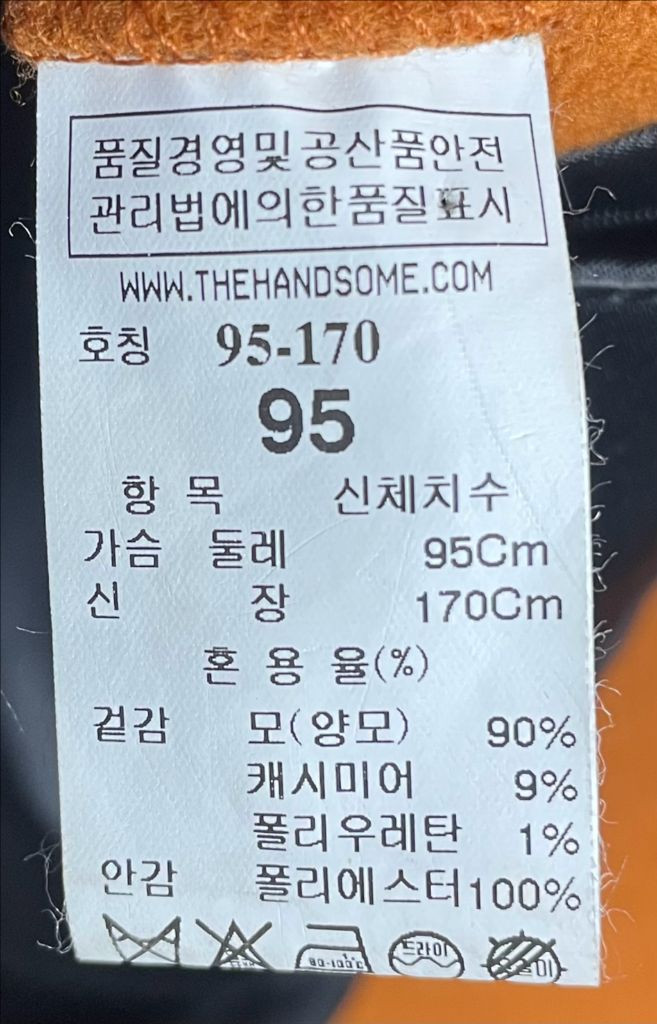 품질경영및공산품안전
관리법에의한품질표시
WWW.THEHANDSOME.COM
호칭 95-170
95
항 목 신체치수
가슴 둘레 95Cm
신 장 170Cm
혼 용 율(%)
겉감 모(양모) 90%
캐시미어 9%
폴리우레탄 1%
안감 폴리에스터100%
드라이